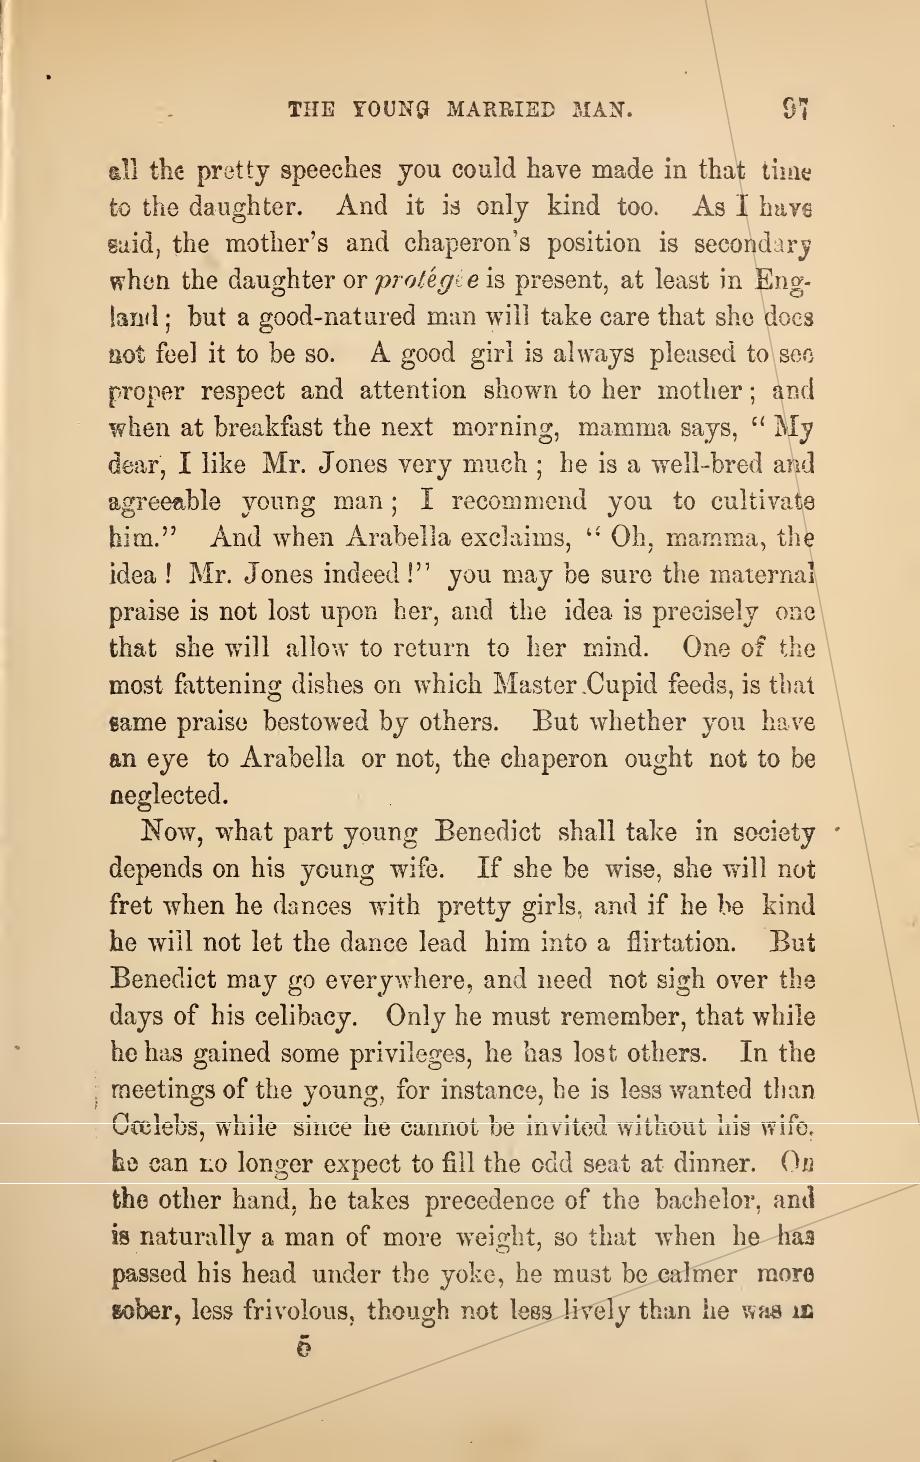 THE YOUNG MARRIED MAN. 97
all the pretty speeches you could have made in that time
to the daughter. And it is only kind too. As I have
said, the mother's and chaperon's position is secondary
when the daughter or protégée is present, at least in Eng-
land; but a good-natured man will take care that she does
not feel it to be so. A good girl is always pleased to see
proper respect and attention shown to her mother; and
when at breakfast the next morning, mamma says, "My
dear, I like Mr. Jones very much; he is a well-bred and
agreeable young man; I recommend you to cultivate
him." And when Arabella exclaims, "Oh, mamma, the
idea! Mr. Jones indeed!" you may be sure the maternal
praise is not lost upon her, and the idea is precisely one
that she will allow to return to her mind. One of the
most fattening dishes on which Master Cupid feeds, is that
same praise bestowed by others. But whether you have
an eye to Arabella or not, the chaperon ought not to be
neglected.
Now, what part young Benedict shall take in society
depends on his young wife. If she be wise, she will not
fret when he dances with pretty girls, and if he be kind
he will not let the dance lead him into a flirtation. But
Benedict may go everywhere, and need not sigh over the
days of his celibacy. Only he must remember, that while
he has gained some privileges, he has lost others. In the
meetings of the young, for instance, he is less wanted than
Cœlebs, while since he cannot be invited without his wife,
he can no longer expect to fill the odd seat at dinner. On
the other hand, he takes precedence of the bachelor, and
is naturally a man of more weight, so that when he has
passed his head under the yoke, he must be calmer more
sober, less frivolous, though not less lively than he was in
5